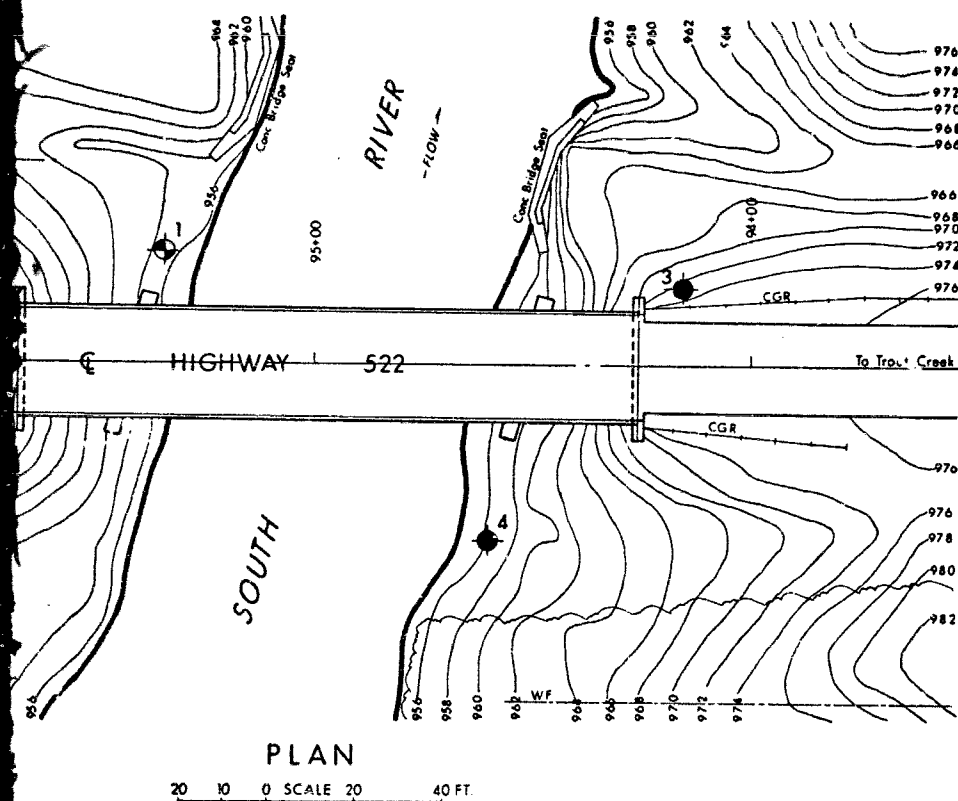 964 962 960
956 958 960 962 964
976
974
972
970
968
966
Conc Bridge Seat
RIVER
FLOW
Conc Bridge Seat
956
1
95+00
94+00
966
968
970
972
974
976
3
CGR
℄ HIGHWAY 522
To Trout Creek
CGR
976
976
978
980
982
4
SOUTH
956
956 958 960 962 WF 964 966 968 970 972 974
PLAN
20 10 0 SCALE 20 40 FT.